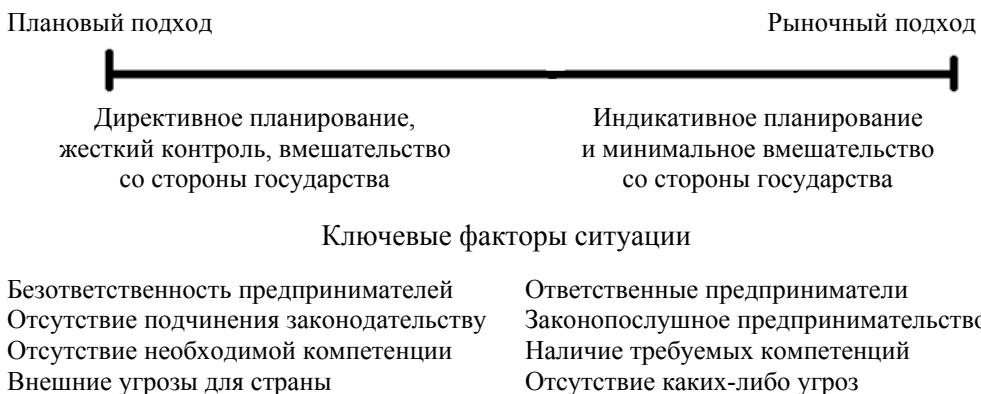 Плановый подход
Рыночный подход
Директивное планирование,
жесткий контроль, вмешательство
со стороны государства
Индикативное планирование
и минимальное вмешательство
со стороны государства
Ключевые факторы ситуации
Безответственность предпринимателей
Отсутствие подчинения законодательству
Отсутствие необходимой компетенции
Внешние угрозы для страны
Ответственные предприниматели
Законопослушное предпринимательство
Наличие требуемых компетенций
Отсутствие каких-либо угроз